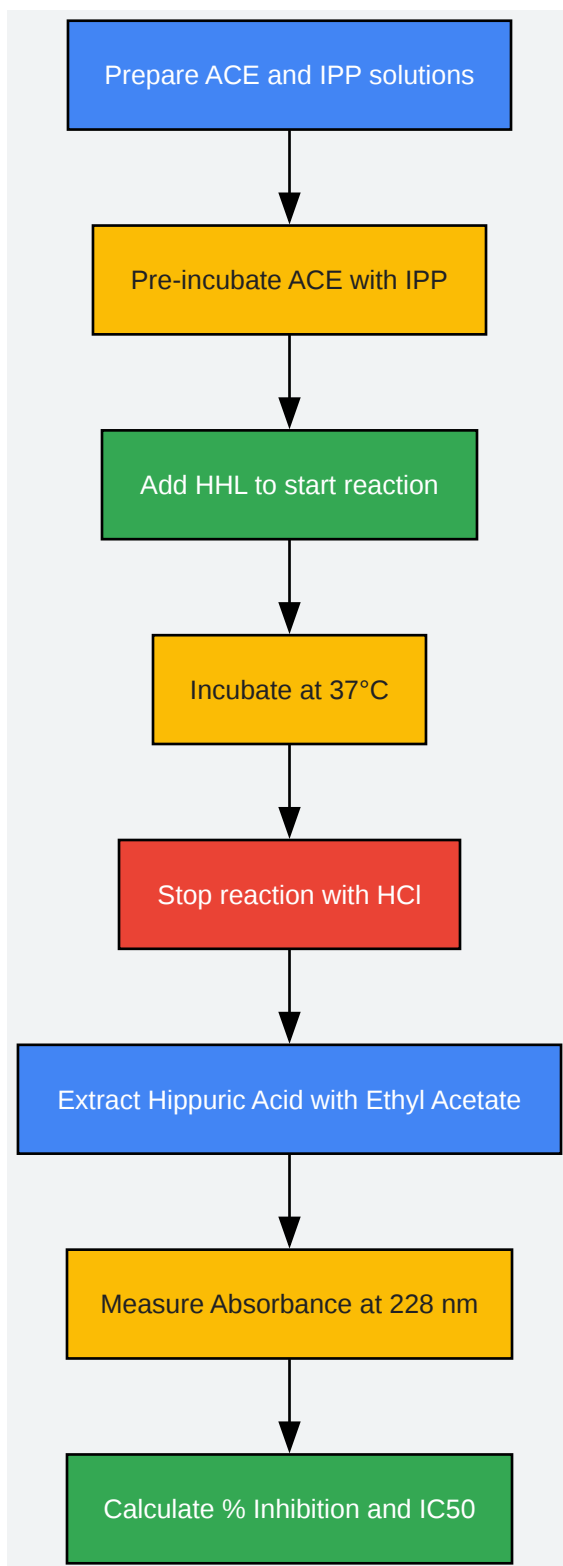 Prepare ACE and IPP solutions
Pre-incubate ACE with IPP
Add HHL to start reaction
Incubate at 37°C
Stop reaction with HCl
Extract Hippuric Acid with Ethyl Acetate
Measure Absorbance at 228 nm
Calculate % Inhibition and IC50